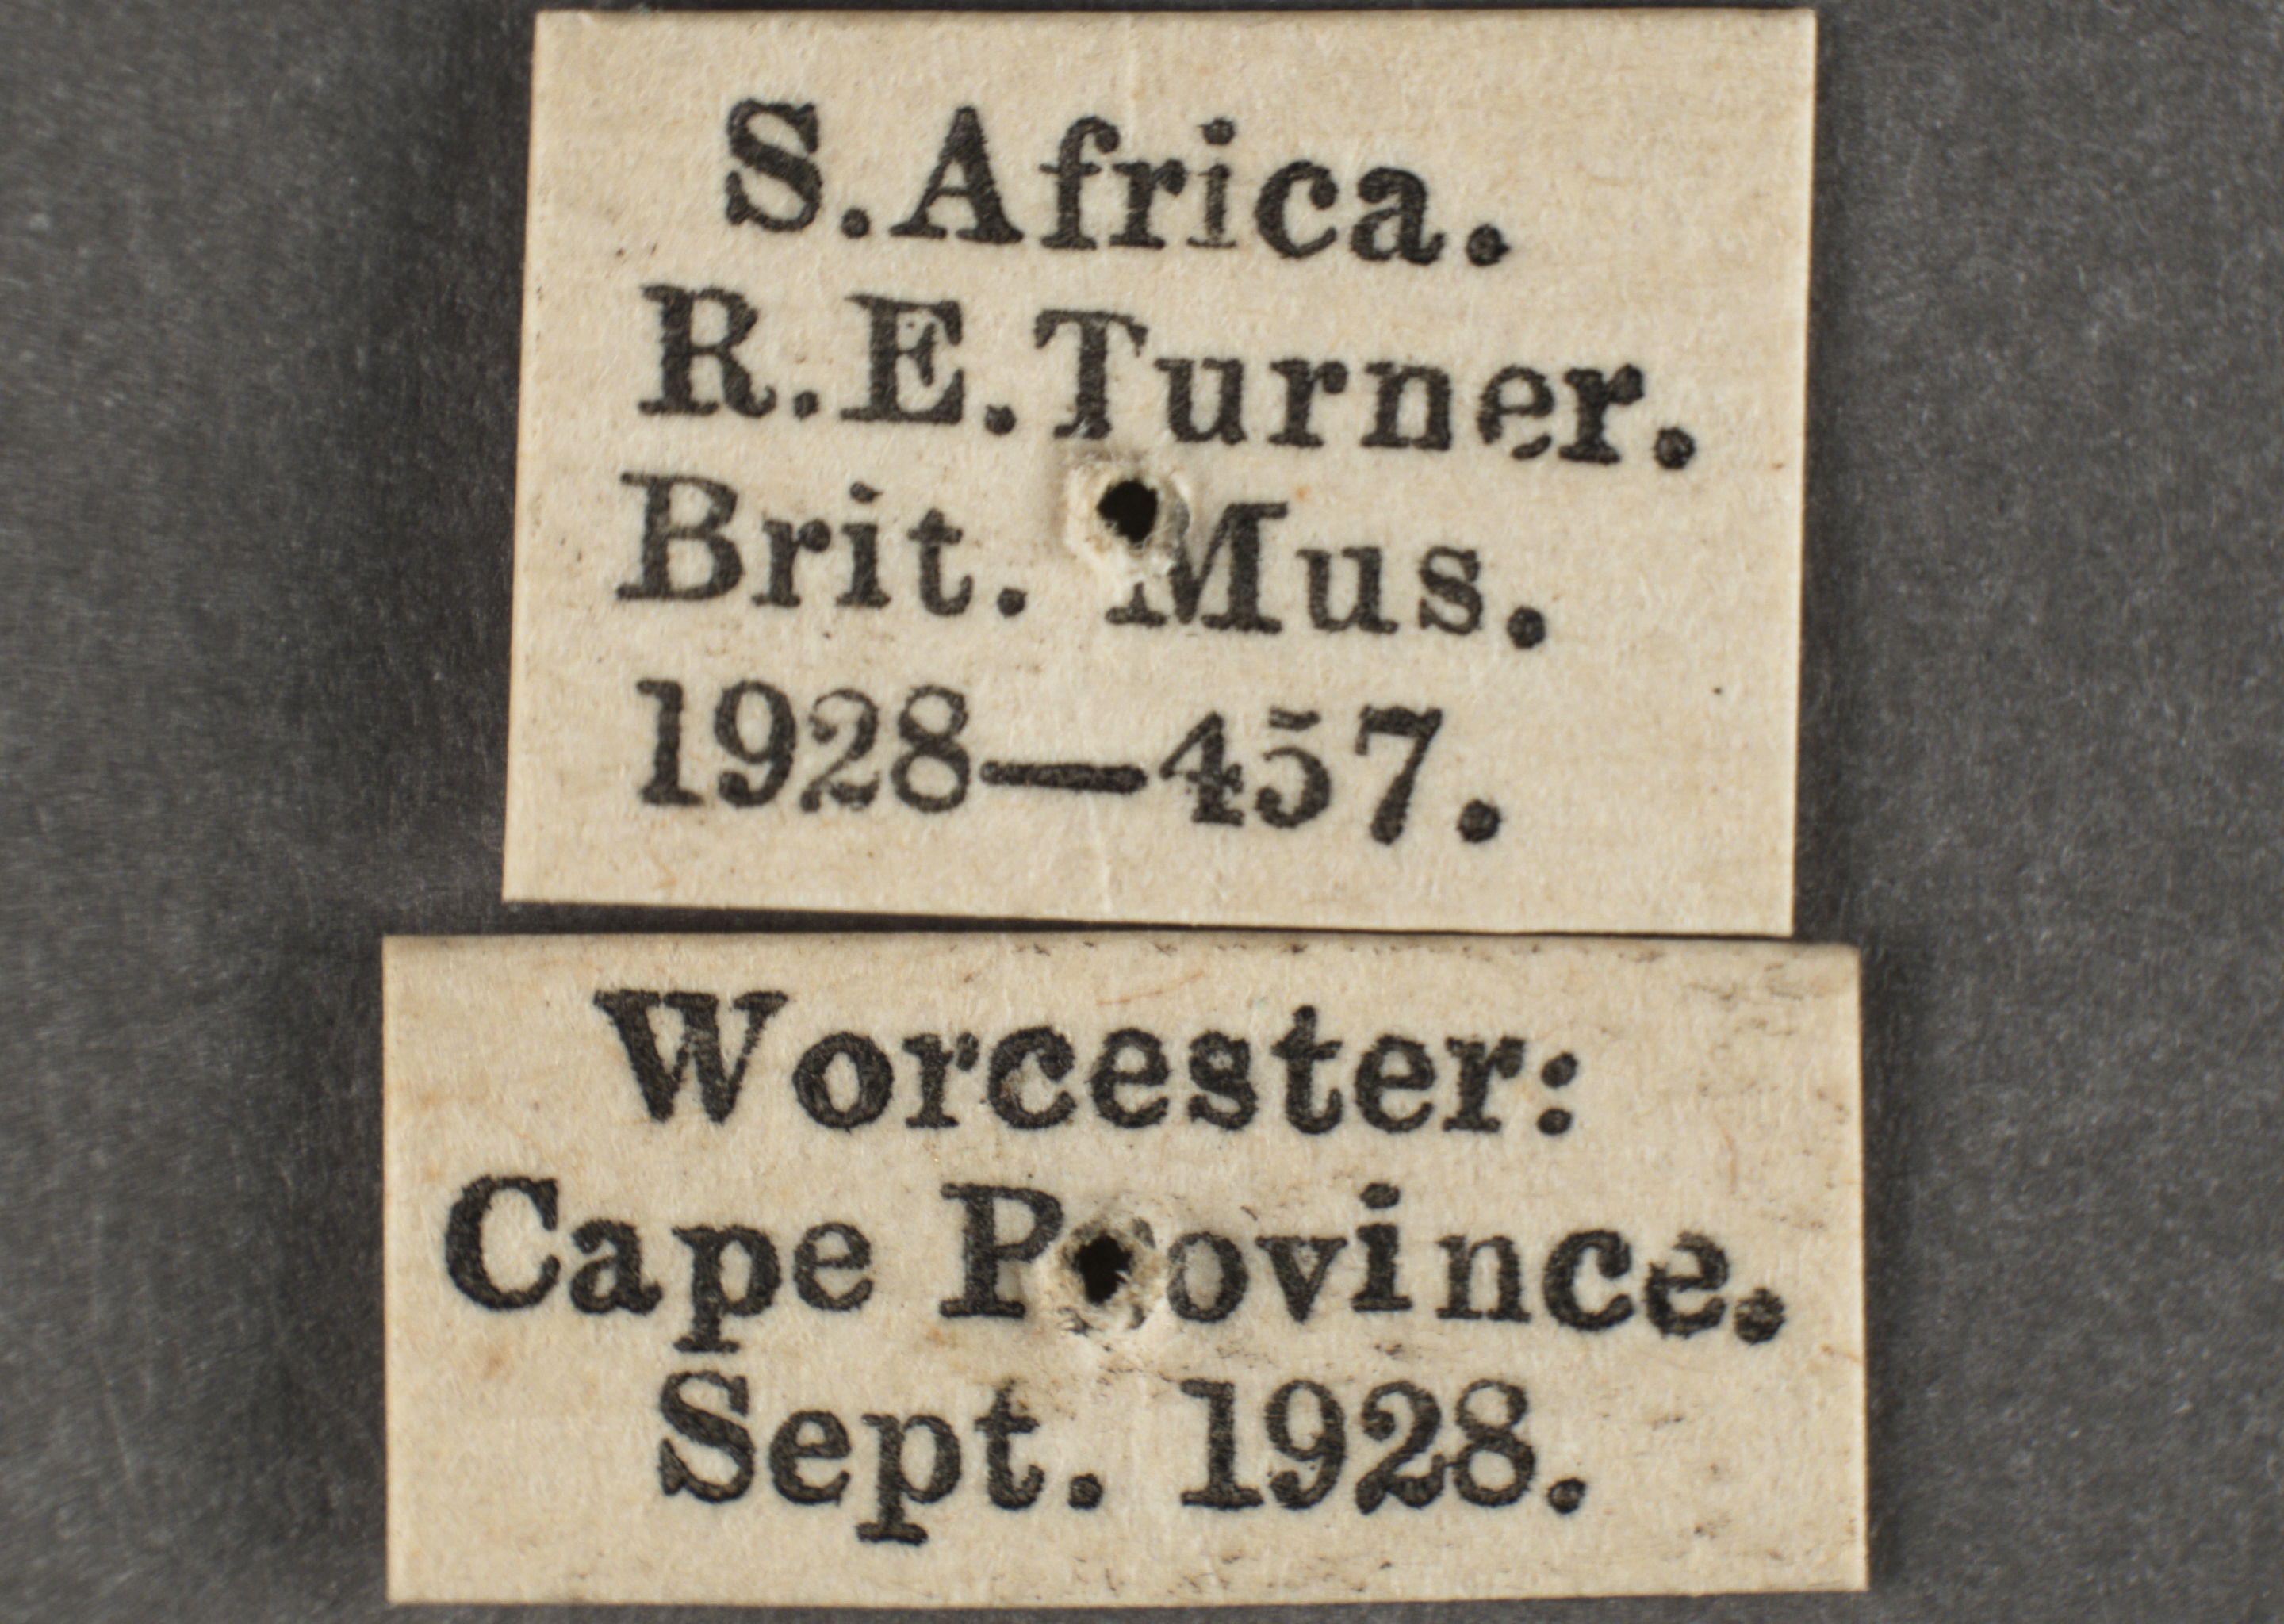 S. Africa.
R.E. Turner.
Brit. Mus.
1928—457.
Worcester:
Cape Province.
Sept. 1928.